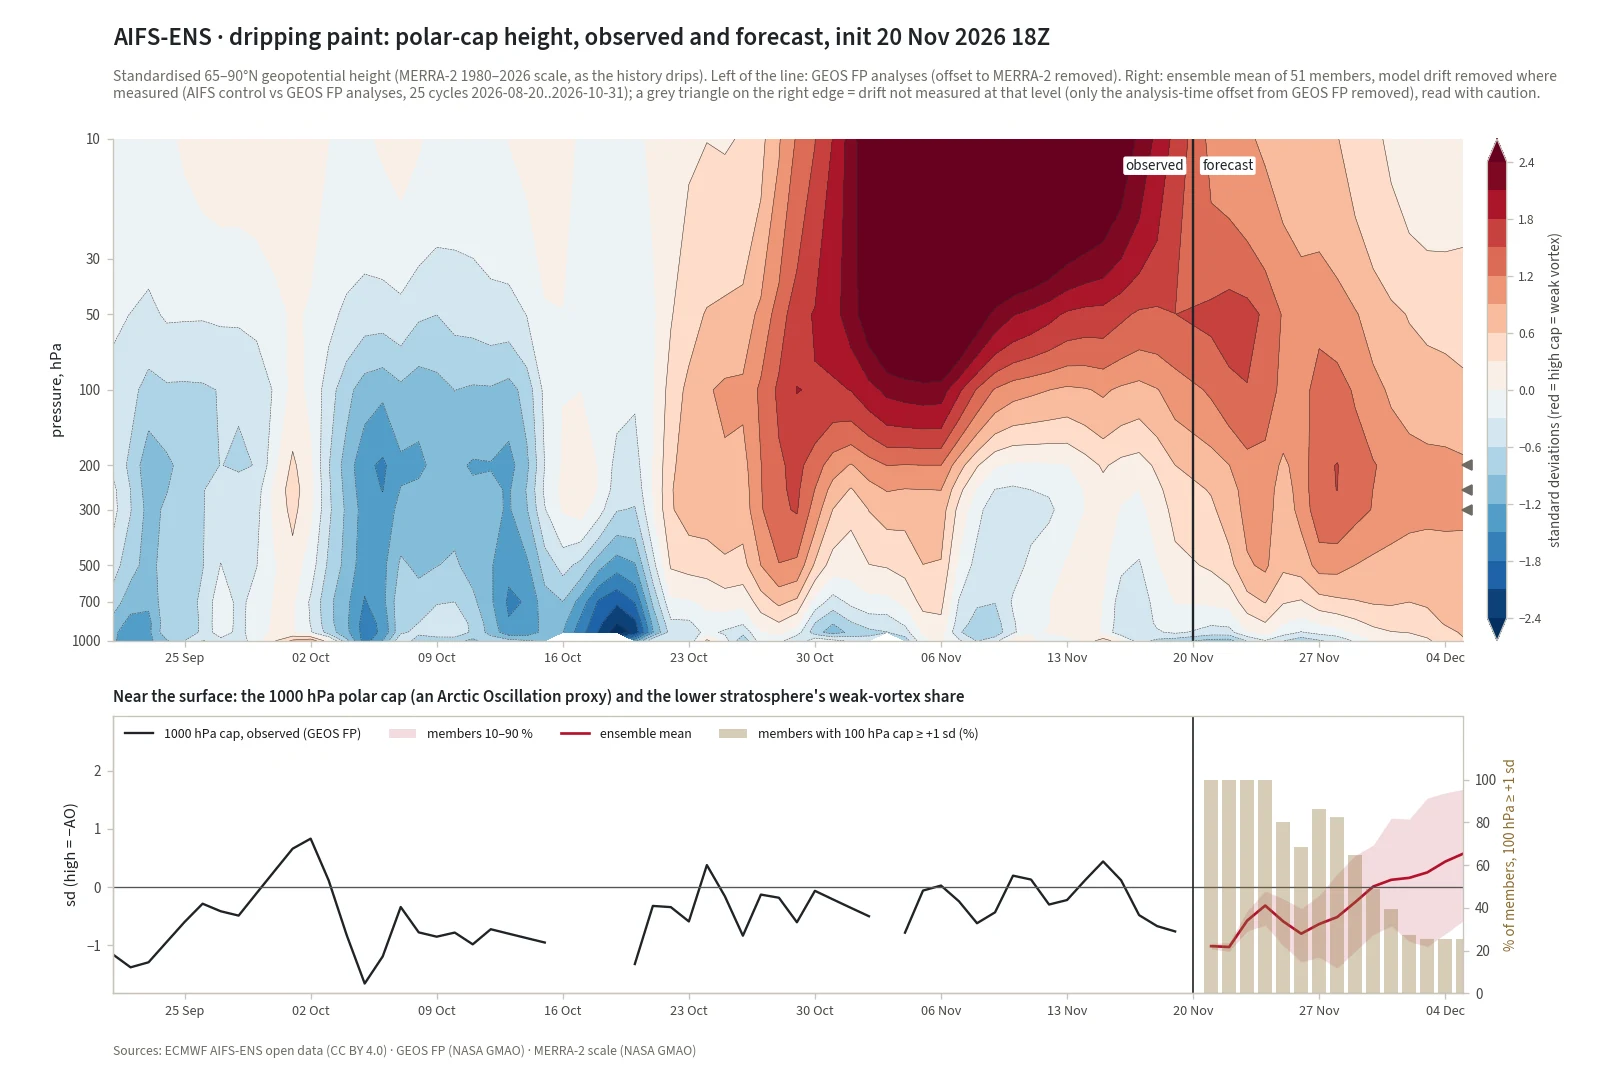 AIFS-ENS · dripping paint: polar-cap height, observed and forecast, init 20 Nov 2026 18Z
Standardised 65–90°N geopotential height (MERRA-2 1980–2026 scale, as the history drips). Left of the line: GEOS FP analyses (offset to MERRA-2 removed). Right: ensemble mean of 51 members, model drift removed where
measured (AIFS control vs GEOS FP analyses, 25 cycles 2026-08-20..2026-10-31); a grey triangle on the right edge = drift not measured at that level (only the analysis-time offset from GEOS FP removed), read with caution.
pressure, hPa
10
30
50
100
200
300
500
700
1000
observed
forecast
25 Sep
02 Oct
09 Oct
16 Oct
23 Oct
30 Oct
06 Nov
13 Nov
20 Nov
27 Nov
04 Dec
2.4
1.8
1.2
0.6
0.0
−0.6
−1.2
−1.8
−2.4
standard deviations (red = high cap = weak vortex)
Near the surface: the 1000 hPa polar cap (an Arctic Oscillation proxy) and the lower stratosphere's weak-vortex share
1000 hPa cap, observed (GEOS FP)
members 10–90 %
ensemble mean
members with 100 hPa cap ≥ +1 sd (%)
sd (high = −AO)
2
1
0
−1
100
80
60
40
20
0
% of members, 100 hPa ≥ +1 sd
25 Sep
02 Oct
09 Oct
16 Oct
23 Oct
30 Oct
06 Nov
13 Nov
20 Nov
27 Nov
04 Dec
Sources: ECMWF AIFS-ENS open data (CC BY 4.0) · GEOS FP (NASA GMAO) · MERRA-2 scale (NASA GMAO)